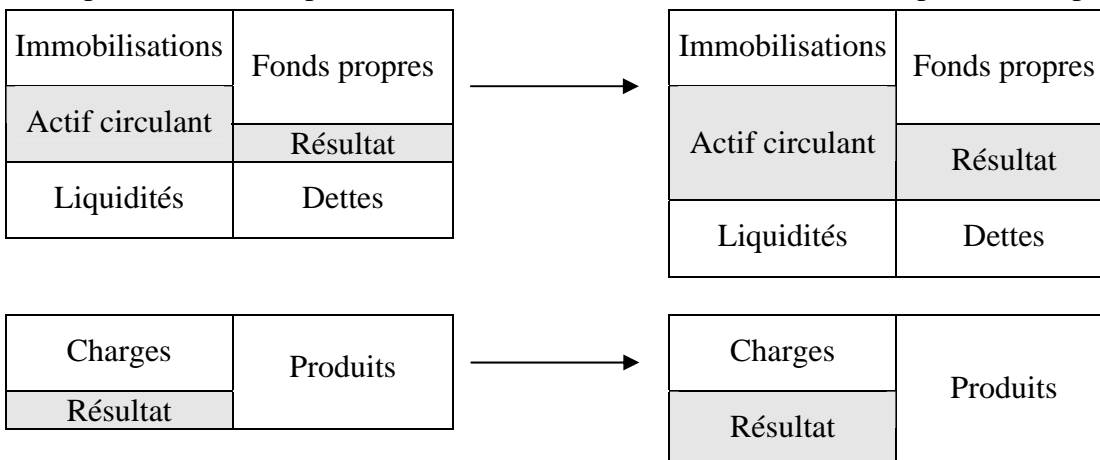 Immobilisations
Fonds propres
Actif circulant
Résultat
Liquidités
Dettes
Immobilisations
Fonds propres
Actif circulant
Résultat
Liquidités
Dettes
Charges
Produits
Résultat
Charges
Produits
Résultat